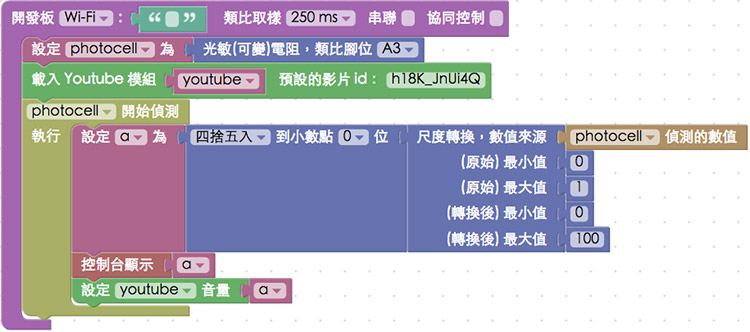 開發板 Wi-Fi : “ ” 類比取樣 250 ms 串聯 協同控制
設定 photocell 為 光敏(可變)電阻，類比腳位 A3
載入 Youtube 模組 youtube 預設的影片 id： h18K_JnUi4Q
photocell 開始偵測
執行 設定 a 為 四捨五入 到小數點 0 位 尺度轉換，數值來源 photocell 偵測的數值
(原始) 最小值 0
(原始) 最大值 1
(轉換後) 最小值 0
(轉換後) 最大值 100
控制台顯示 a
設定 youtube 音量 a